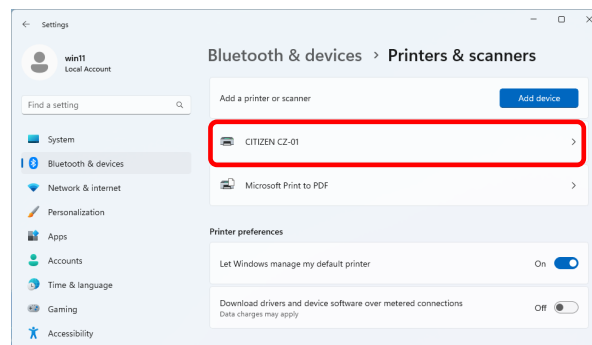 Settings
win11
Local Account
Find a setting
System
Bluetooth & devices
Network & internet
Personalization
Apps
Accounts
Time & language
Gaming
Accessibility
Bluetooth & devices > Printers & scanners
Add a printer or scanner
Add device
CITIZEN CZ-01
Microsoft Print to PDF
Printer preferences
Let Windows manage my default printer
On
Download drivers and device software over metered connections
Data charges may apply
Off